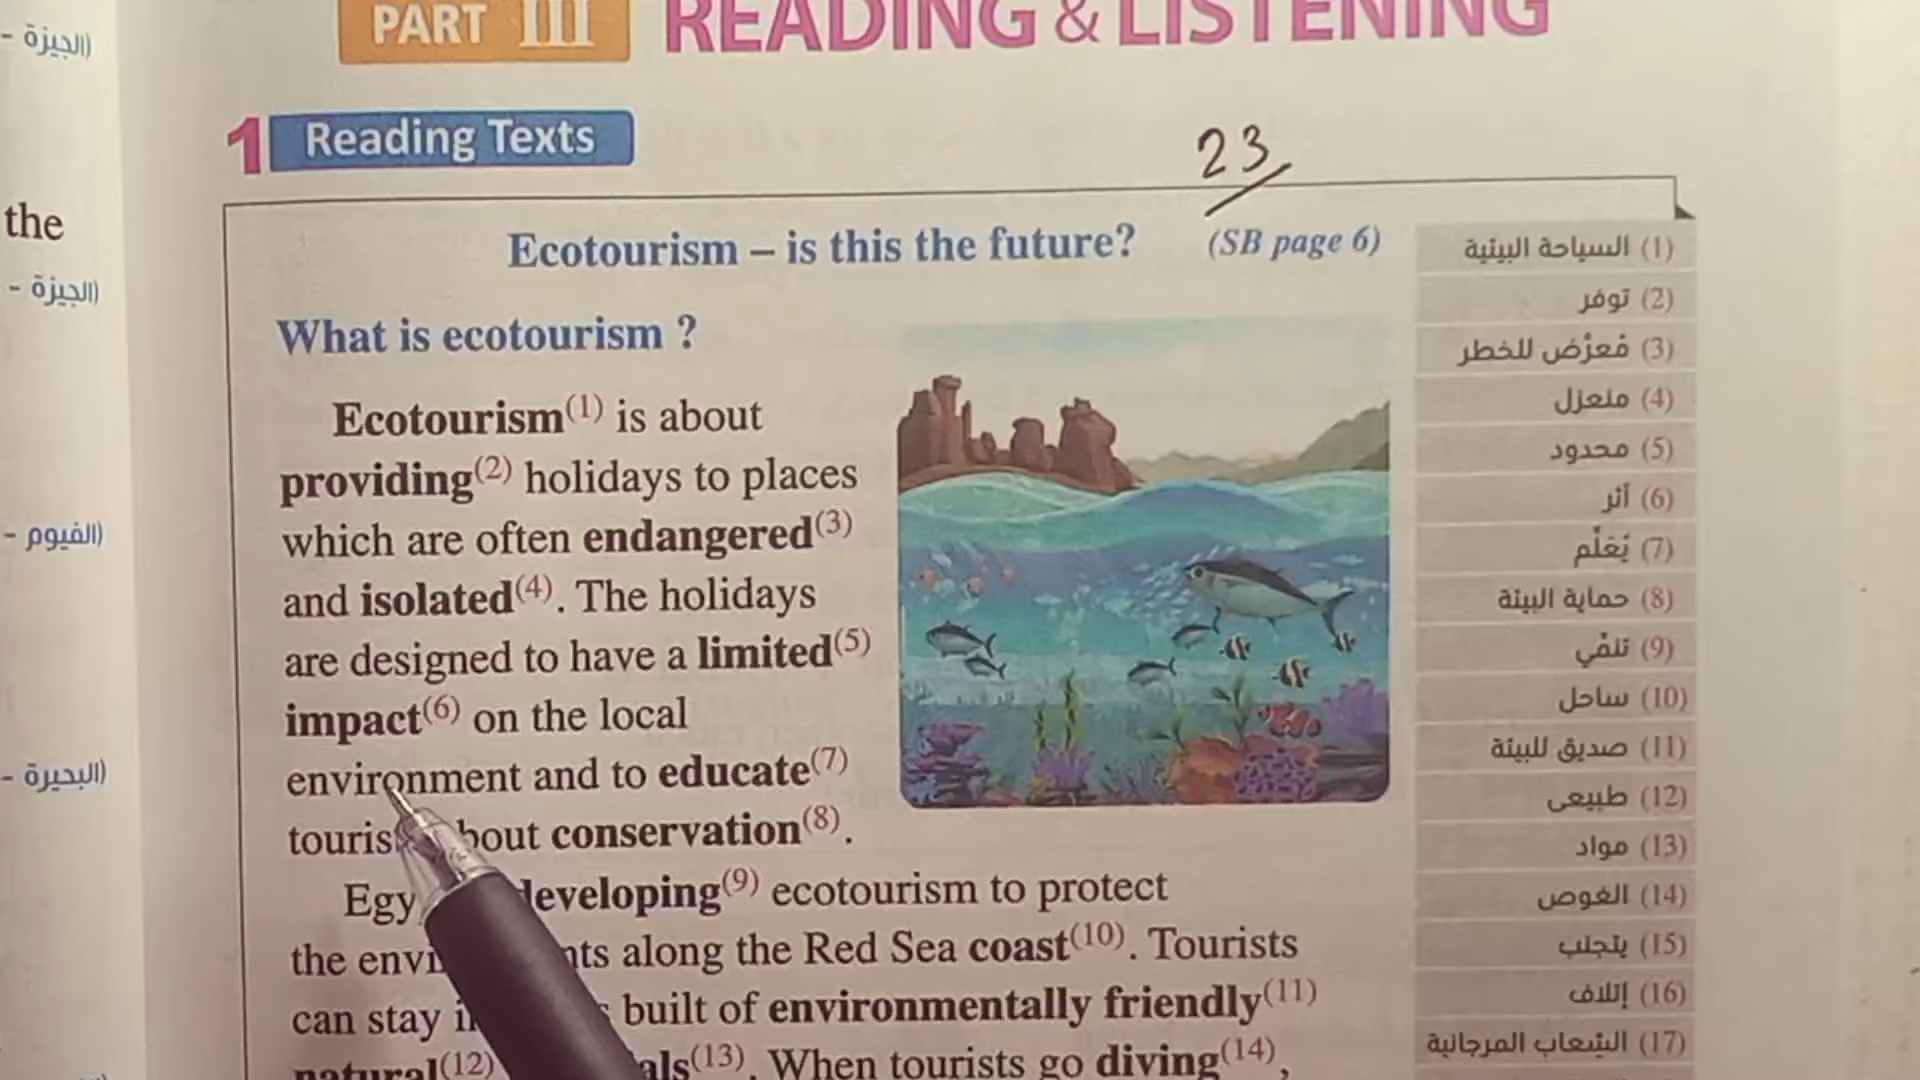 PART III READING & LISTENING
1 Reading Texts
23
Ecotourism – is this the future? (SB page 6)
What is ecotourism ?
Ecotourism(1) is about
providing(2) holidays to places
which are often endangered(3)
and isolated(4). The holidays
are designed to have a limited(5)
impact(6) on the local
environment and to educate(7)
about conservation(8).
developing(9) ecotourism to protect
the along the Red Sea coast(10). Tourists
can stay built of environmentally friendly(11)
natural(12) (13). When tourists go diving(14),
(1) السياحة البيئية
(2) توفر
(3) مُعرَّض للخطر
(4) منعزل
(5) محدود
(6) أثر
(7) يُعَلِّم
(8) حماية البيئة
(9) تنمِّي
(10) ساحل
(11) صديق للبيئة
(12) طبيعى
(13) مواد
(14) الغوص
(15) يتجنب
(16) إتلاف
(17) الشعاب المرجانية
(الجيزة -
the
(الجيزة -
(الفيوم -
(البحيرة -